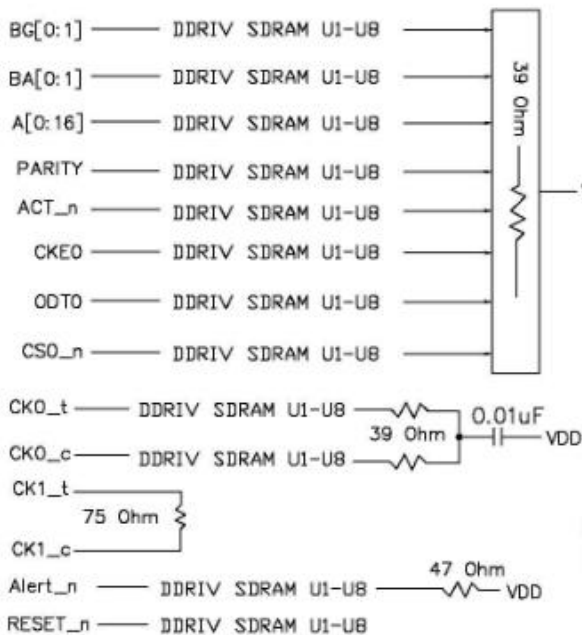 BG[0:1] DDRIV SDRAM U1-U8
BA[0:1] DDRIV SDRAM U1-U8
A[0:16] DDRIV SDRAM U1-U8
PARITY DDRIV SDRAM U1-U8
ACT_n DDRIV SDRAM U1-U8
CKE0 DDRIV SDRAM U1-U8
ODT0 DDRIV SDRAM U1-U8
CS0_n DDRIV SDRAM U1-U8
39 Ohm
CK0_t DDRIV SDRAM U1-U8
39 Ohm 0.01uF VDD
CK0_c DDRIV SDRAM U1-U8
CK1_t
75 Ohm
CK1_c
Alert_n DDRIV SDRAM U1-U8 47 Ohm VDD
RESET_n DDRIV SDRAM U1-U8